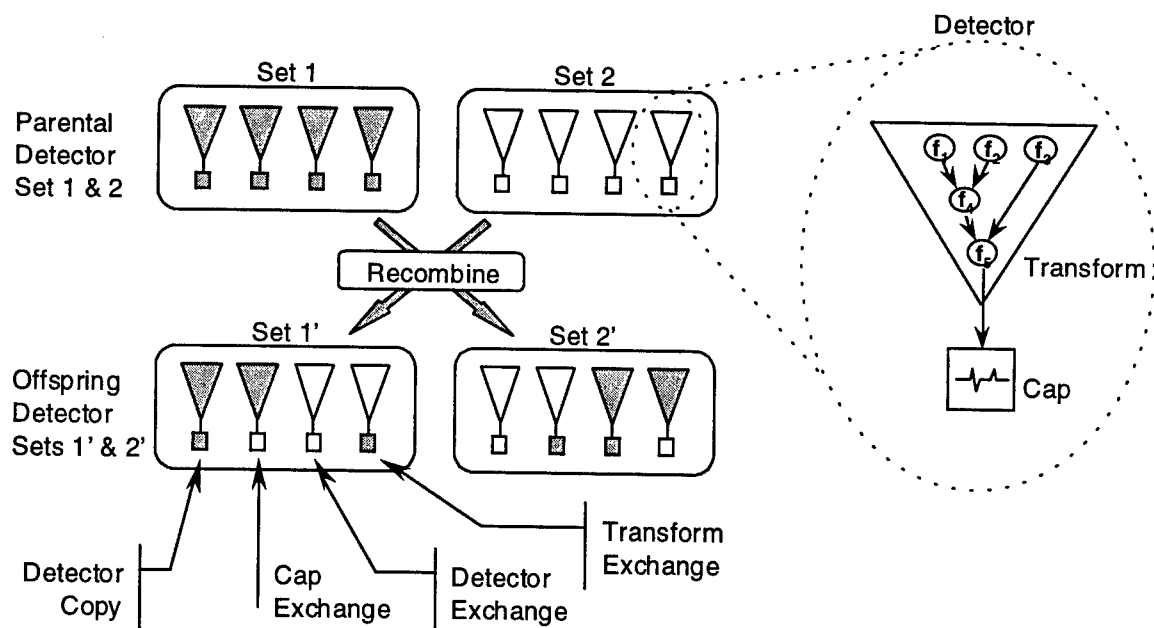 Detector
Set 1
Set 2
Parental
Detector
Set 1 & 2
f1
f2
f3
f4
f5
Transform
Cap
Recombine
Set 1'
Set 2'
Offspring
Detector
Sets 1' & 2'
Transform
Exchange
Detector
Copy
Cap
Exchange
Detector
Exchange